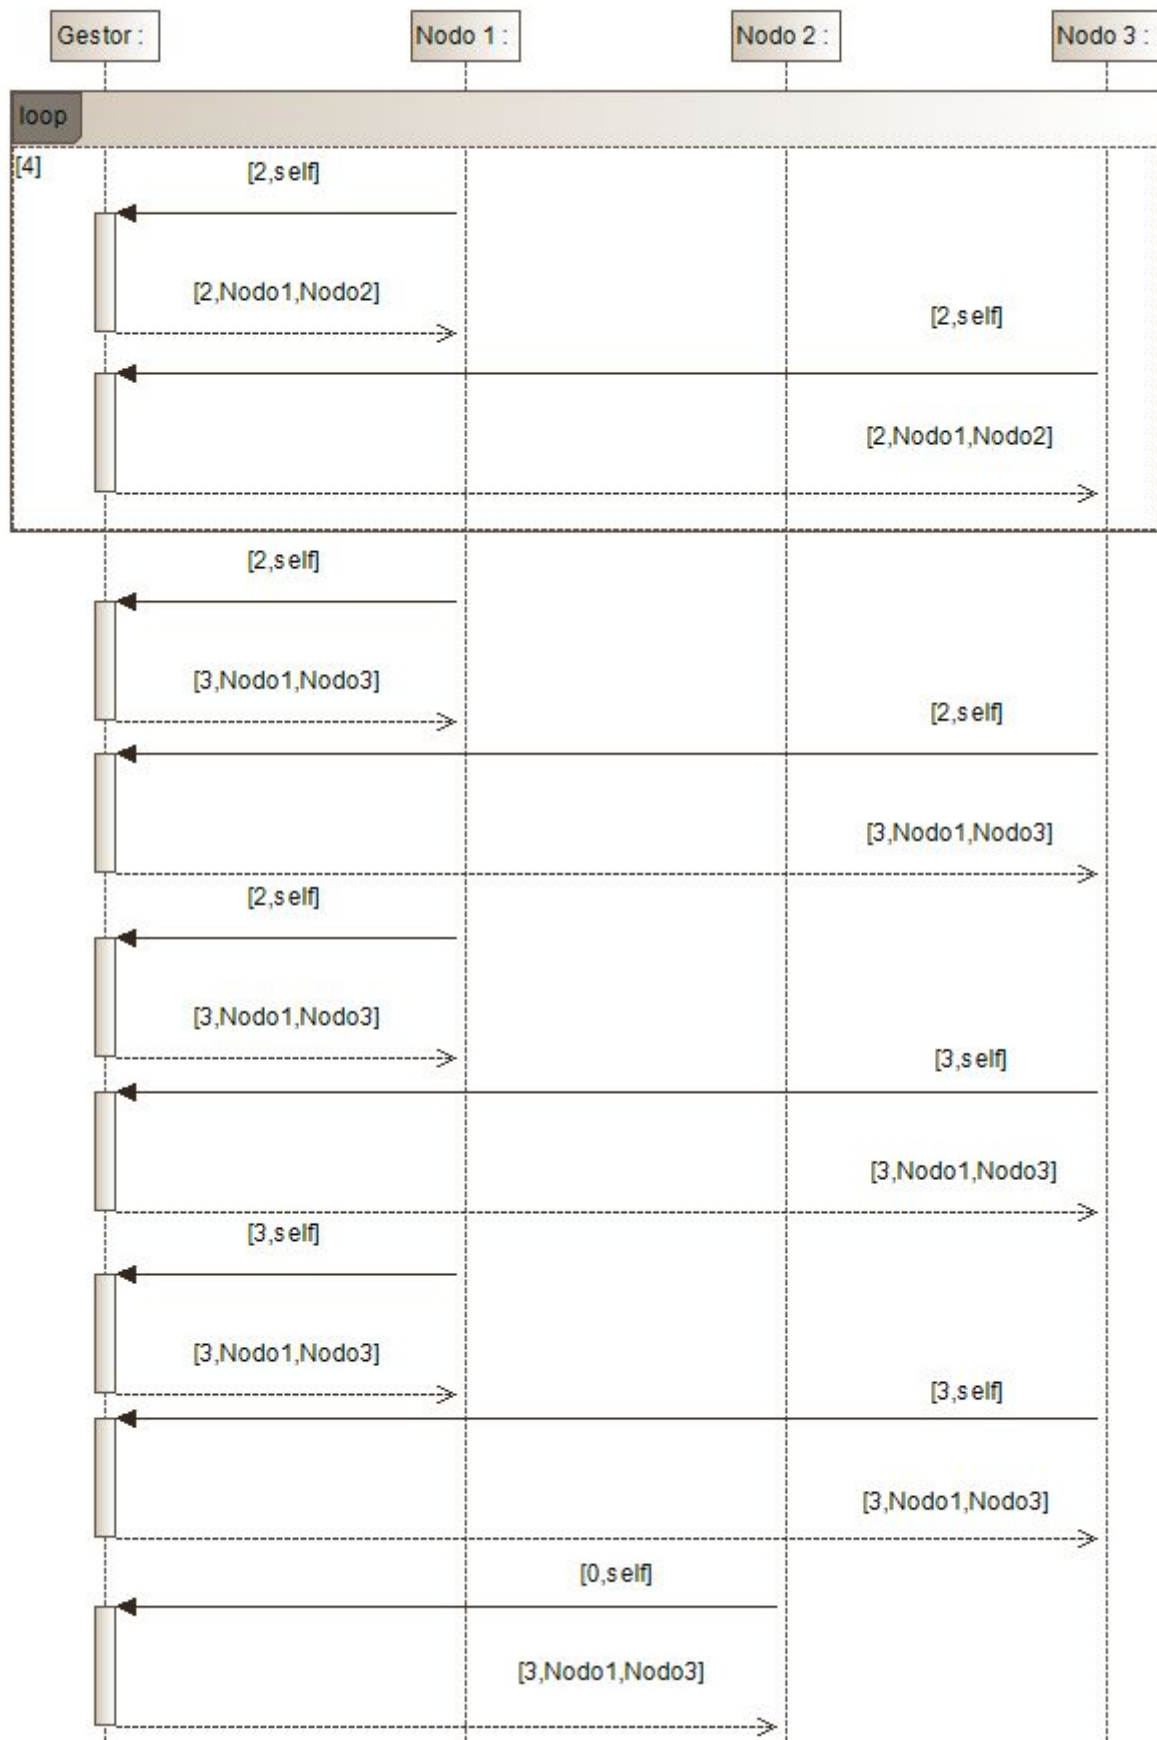 Gestor :
Nodo 1 :
Nodo 2 :
Nodo 3 :
loop
[4]
[2,self]
[2,Nodo1,Nodo2]
[2,self]
[2,Nodo1,Nodo2]
[2,self]
[3,Nodo1,Nodo3]
[2,self]
[3,Nodo1,Nodo3]
[2,self]
[3,Nodo1,Nodo3]
[3,self]
[3,Nodo1,Nodo3]
[3,self]
[3,Nodo1,Nodo3]
[3,self]
[3,Nodo1,Nodo3]
[0,self]
[3,Nodo1,Nodo3]